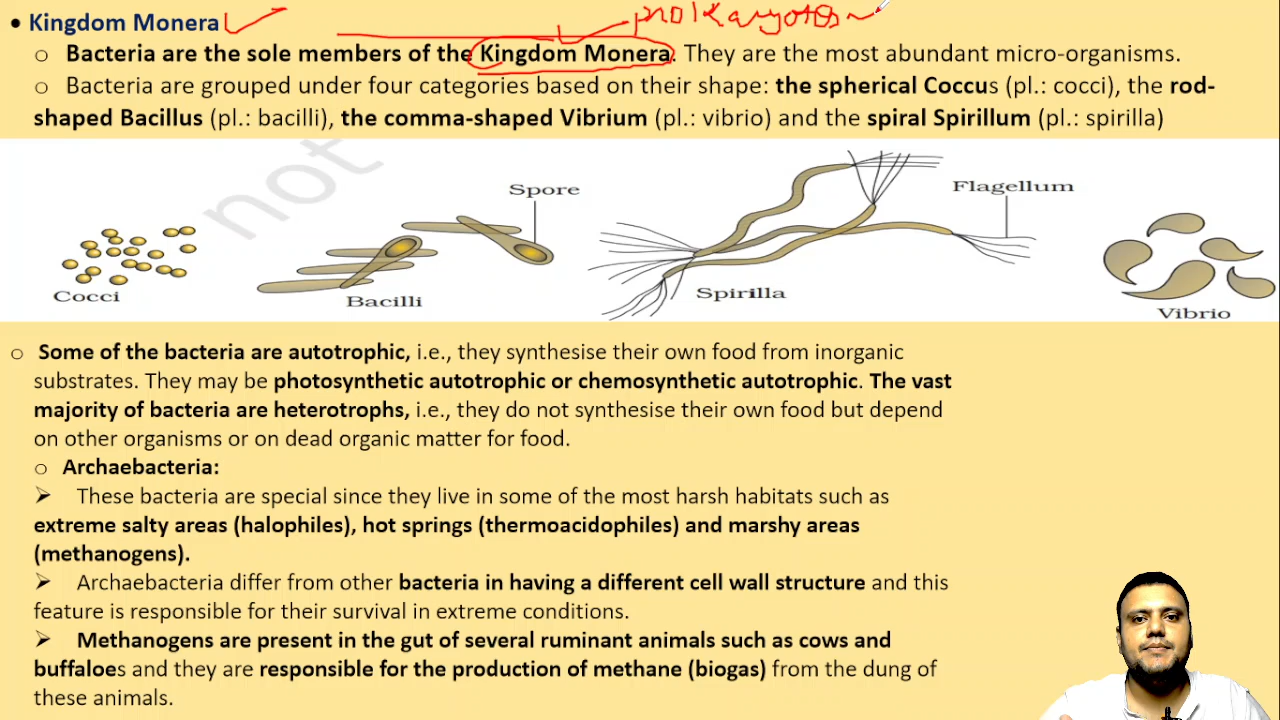 • Kingdom Monera prokaryotes
o Bacteria are the sole members of the Kingdom Monera. They are the most abundant micro-organisms.
o Bacteria are grouped under four categories based on their shape: the spherical Coccus (pl.: cocci), the rod-
shaped Bacillus (pl.: bacilli), the comma-shaped Vibrium (pl.: vibrio) and the spiral Spirillum (pl.: spirilla)
not
Spore
Flagellum
Cocci
Bacilli
Spirilla
Vibrio
o Some of the bacteria are autotrophic, i.e., they synthesise their own food from inorganic
substrates. They may be photosynthetic autotrophic or chemosynthetic autotrophic. The vast
majority of bacteria are heterotrophs, i.e., they do not synthesise their own food but depend
on other organisms or on dead organic matter for food.
o Archaebacteria:
➢ These bacteria are special since they live in some of the most harsh habitats such as
extreme salty areas (halophiles), hot springs (thermoacidophiles) and marshy areas
(methanogens).
➢ Archaebacteria differ from other bacteria in having a different cell wall structure and this
feature is responsible for their survival in extreme conditions.
➢ Methanogens are present in the gut of several ruminant animals such as cows and
buffaloes and they are responsible for the production of methane (biogas) from the dung of
these animals.